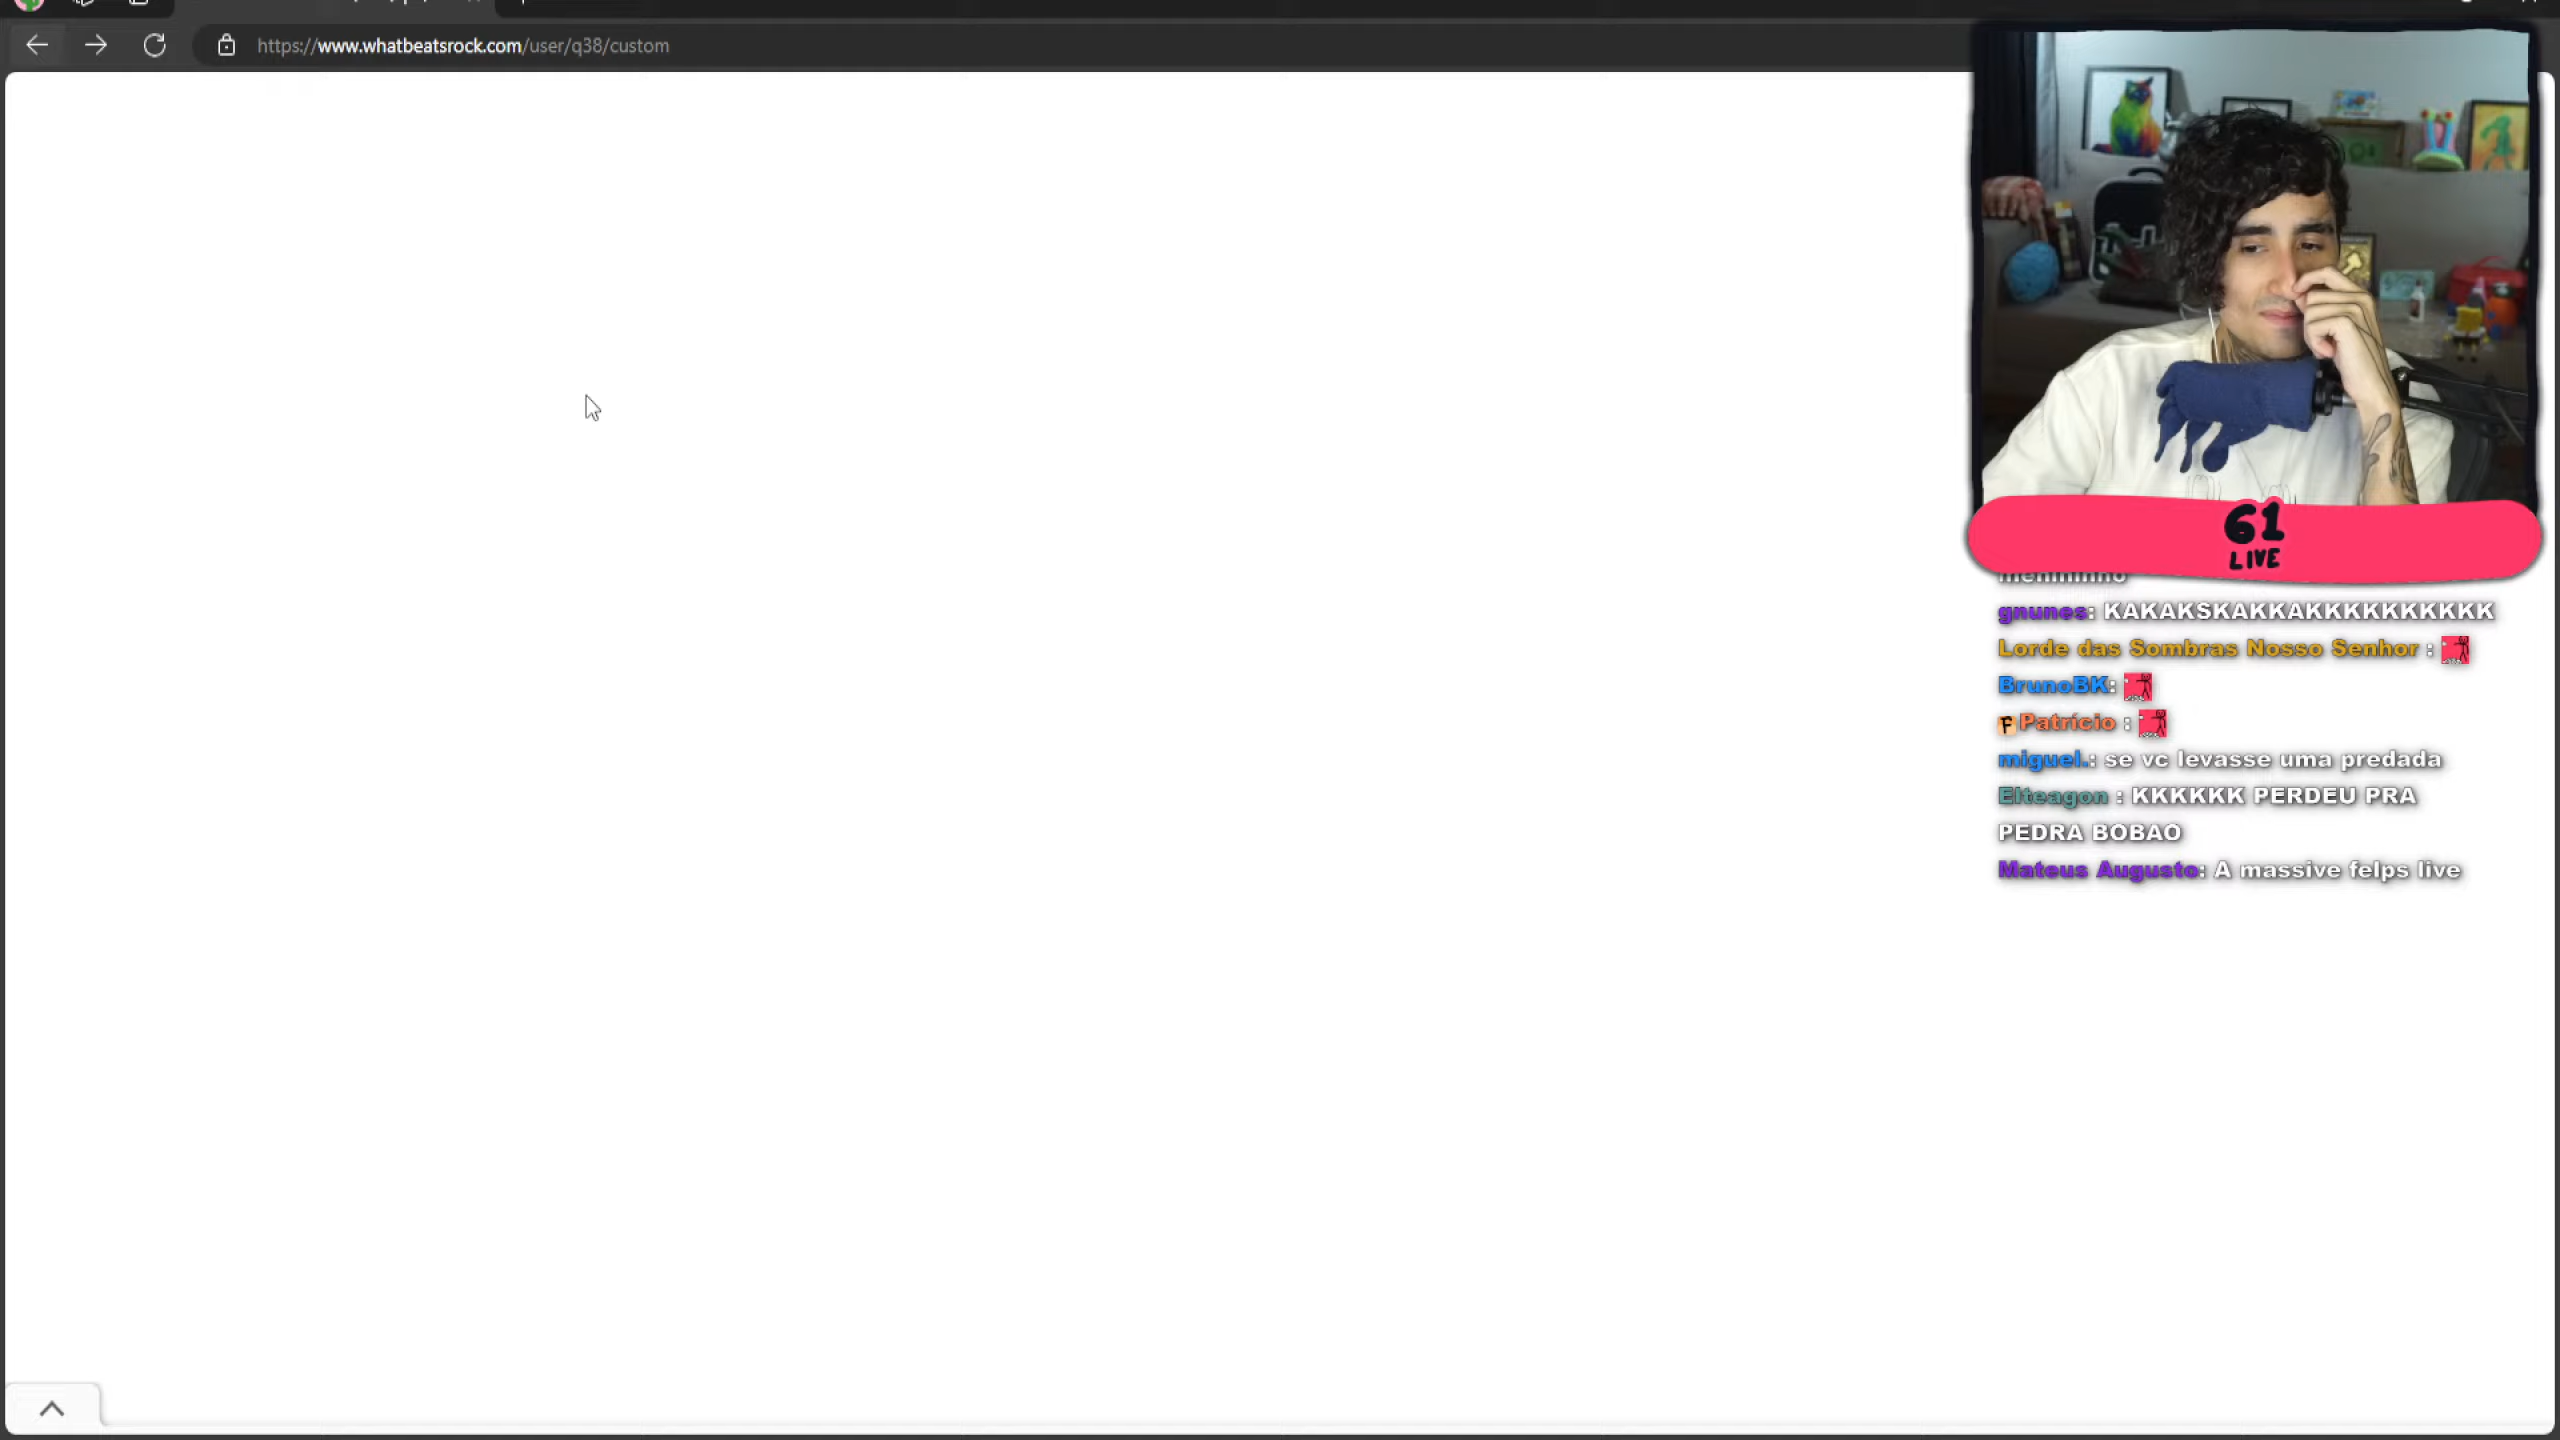 https://www.whatbeatsrock.com/user/q38/custom
61
LIVE
gnunes: KAKAKSKAKKAKKKKKKKKKK
Lorde das Sombras Nosso Senhor :
BrunoBK:
F Patrício :
miguel.: se vc levasse uma predada
Elteagon : KKKKKK PERDEU PRA
PEDRA BOBAO
Mateus Augusto: A massive felps live